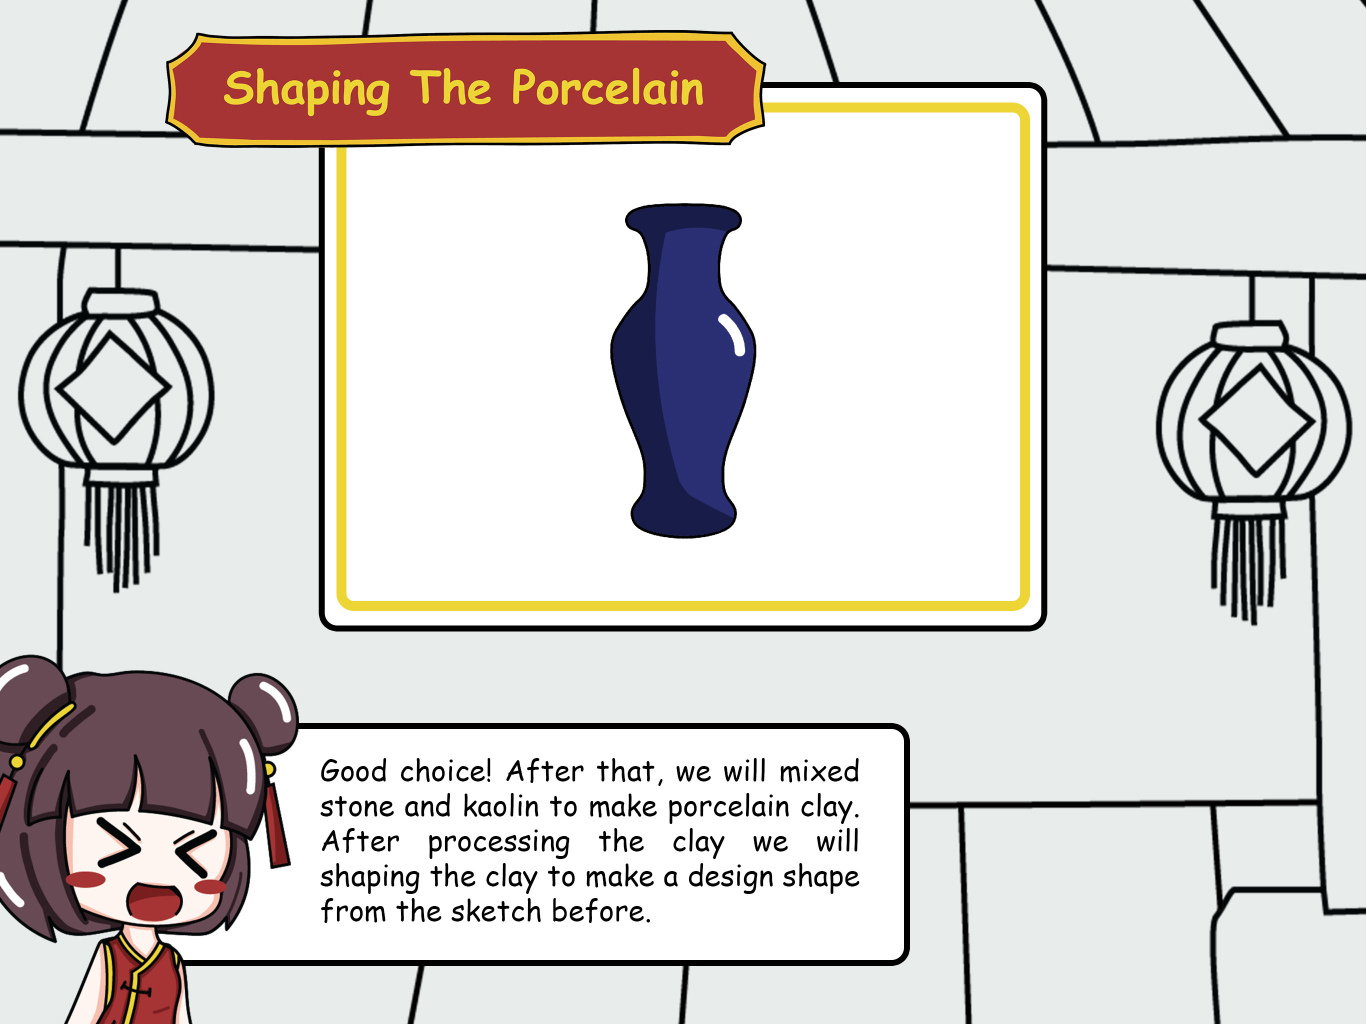 Shaping The Porcelain
Good choice! After that, we will mixed
stone and kaolin to make porcelain clay.
After processing the clay we will
shaping the clay to make a design shape
from the sketch before.